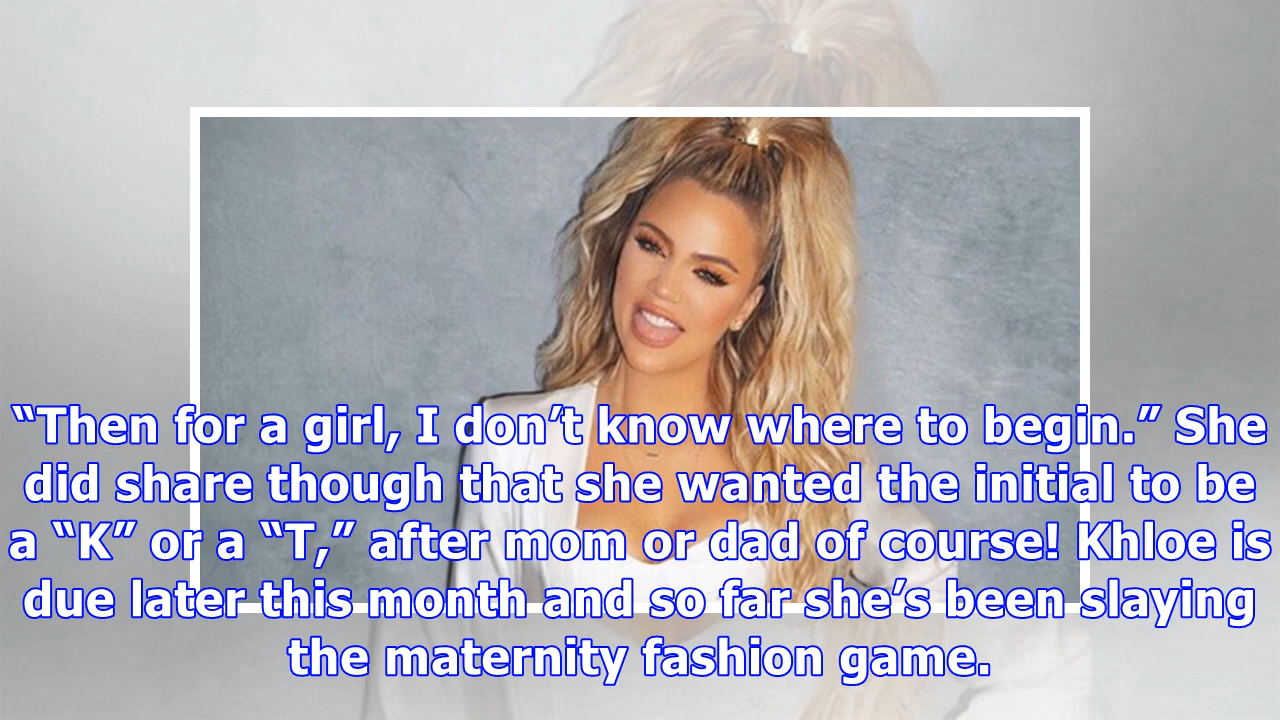 “Then for a girl, I don’t know where to begin.” She
did share though that she wanted the initial to be
a “K” or a “T,” after mom or dad of course! Khloe is
due later this month and so far she’s been slaying
the maternity fashion game.